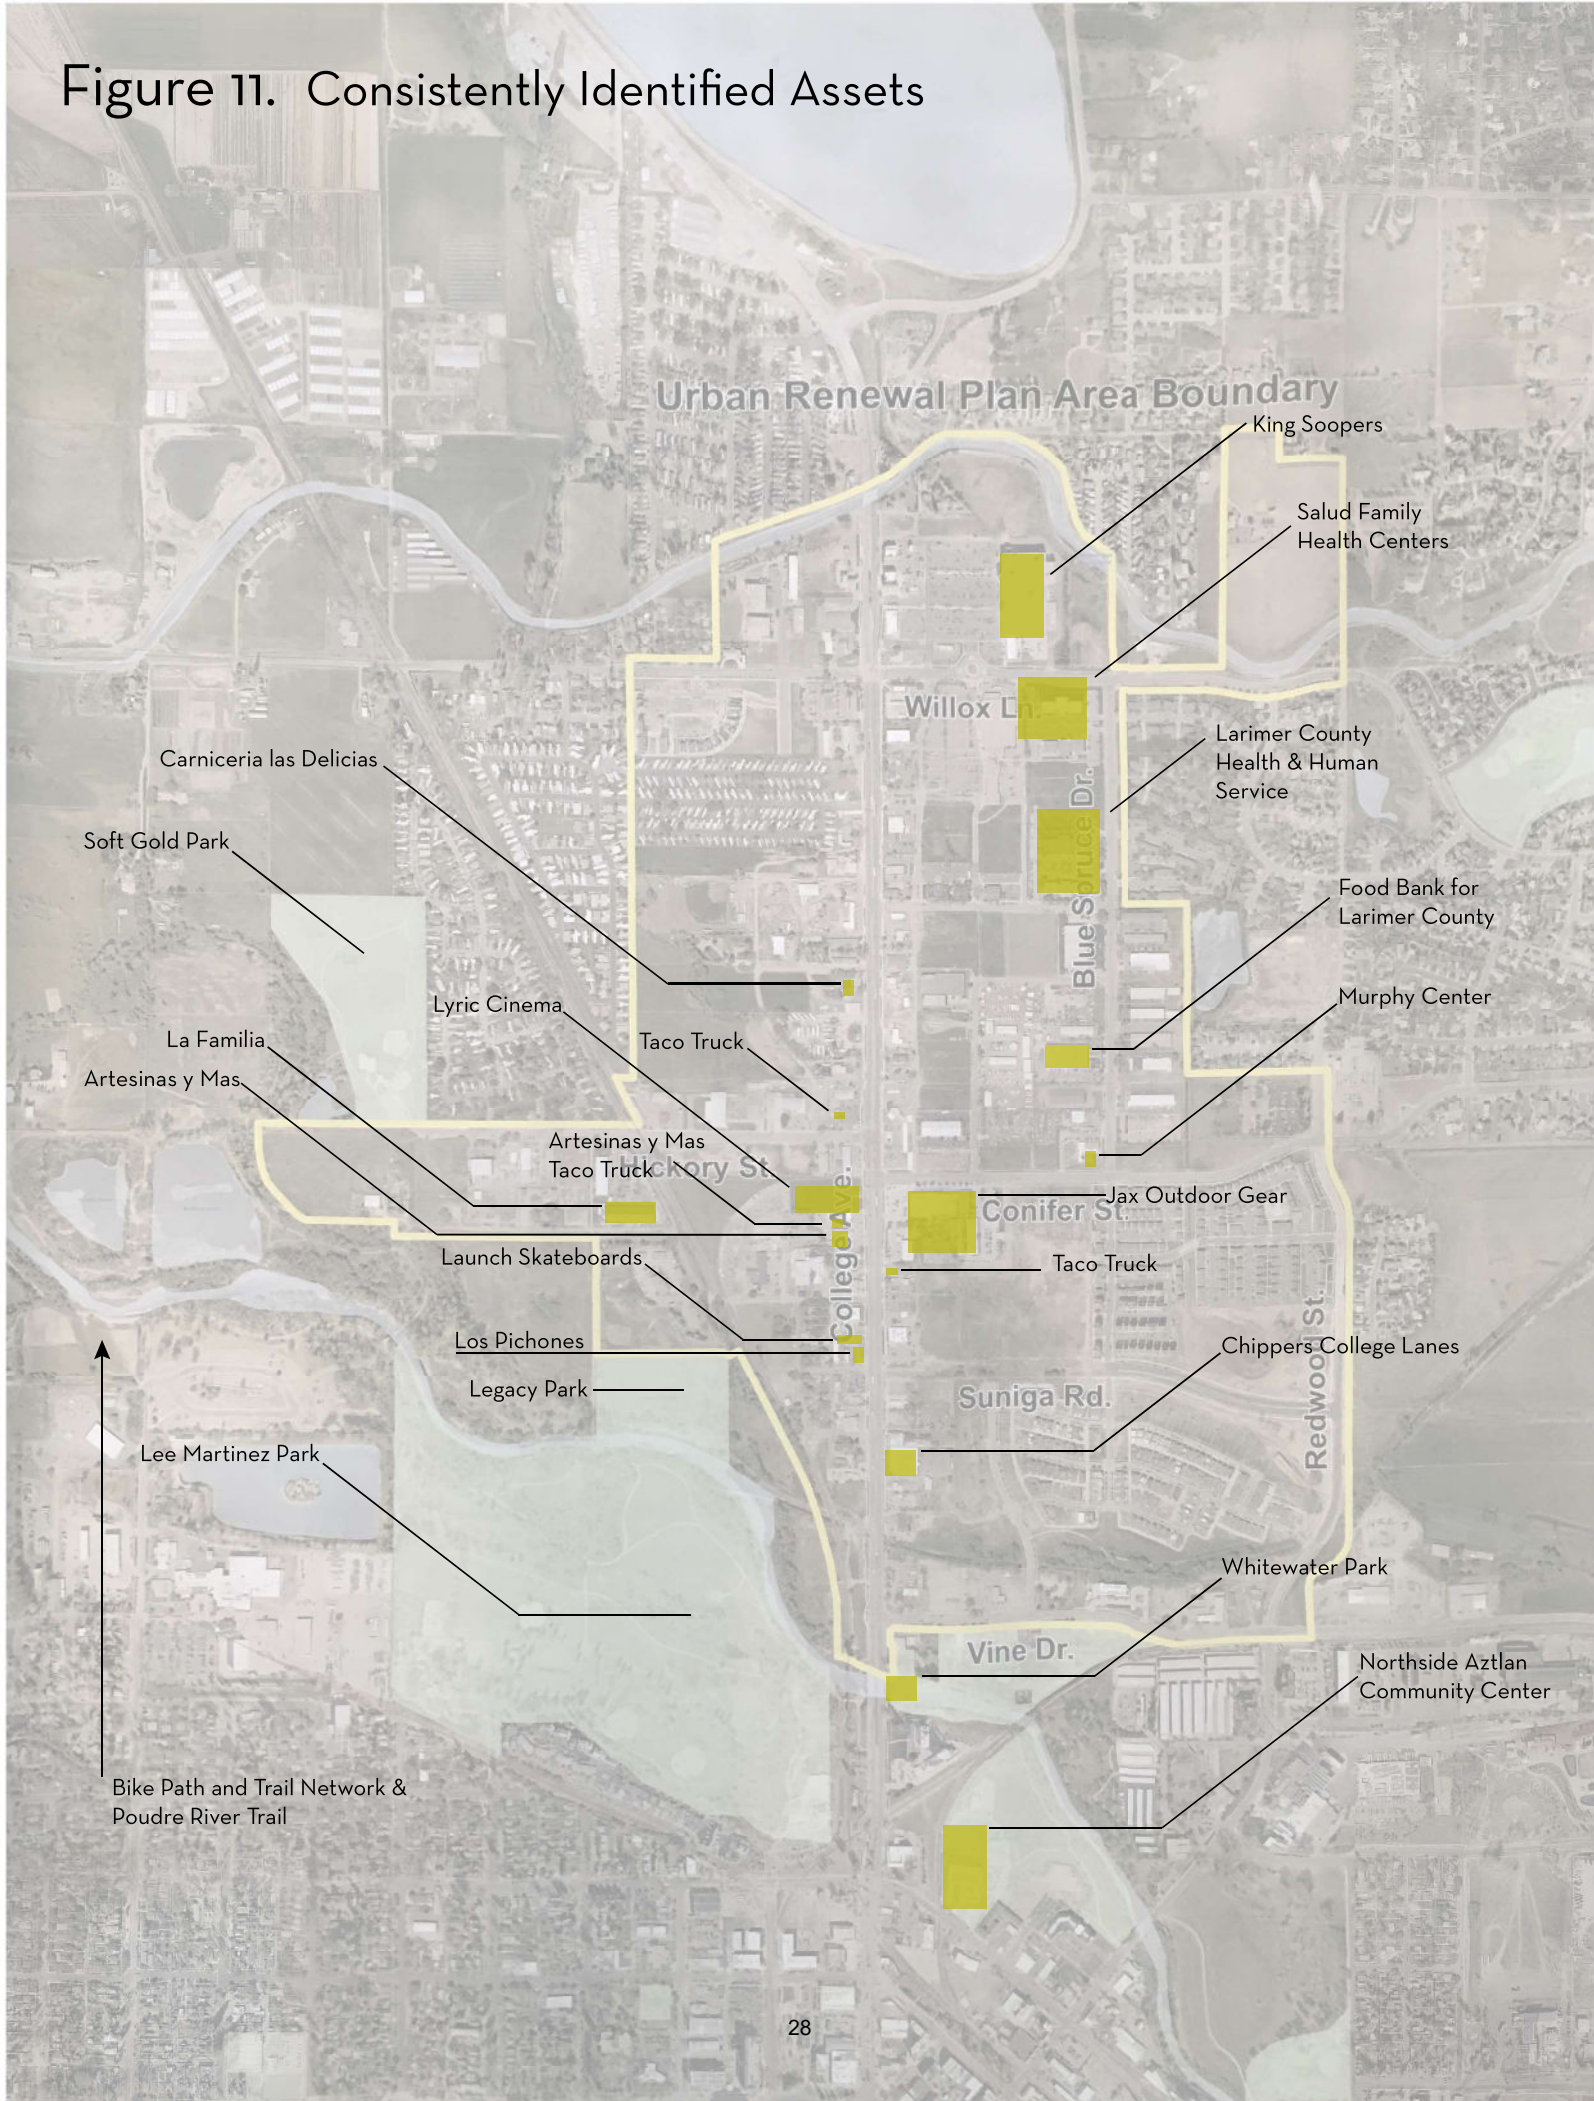 Figure 11. Consistently Identified Assets
Urban Renewal Plan Area Boundary
King Soopers
Salud Family
Health Centers
Willox Ln.
Larimer County
Health & Human
Service
Carniceria las Delicias
Blue Spruce Dr.
Soft Gold Park
Food Bank for
Larimer County
Lyric Cinema
Murphy Center
La Familia
Taco Truck
Artesinas y Mas
Artesinas y Mas
Taco Truck
Hickory St.
College Ave.
Jax Outdoor Gear
Conifer St.
Launch Skateboards
Taco Truck
Los Pichones
Redwood St.
Chippers College Lanes
Legacy Park
Suniga Rd.
Lee Martinez Park
Whitewater Park
Vine Dr.
Northside Aztlan
Community Center
Bike Path and Trail Network &
Poudre River Trail
28